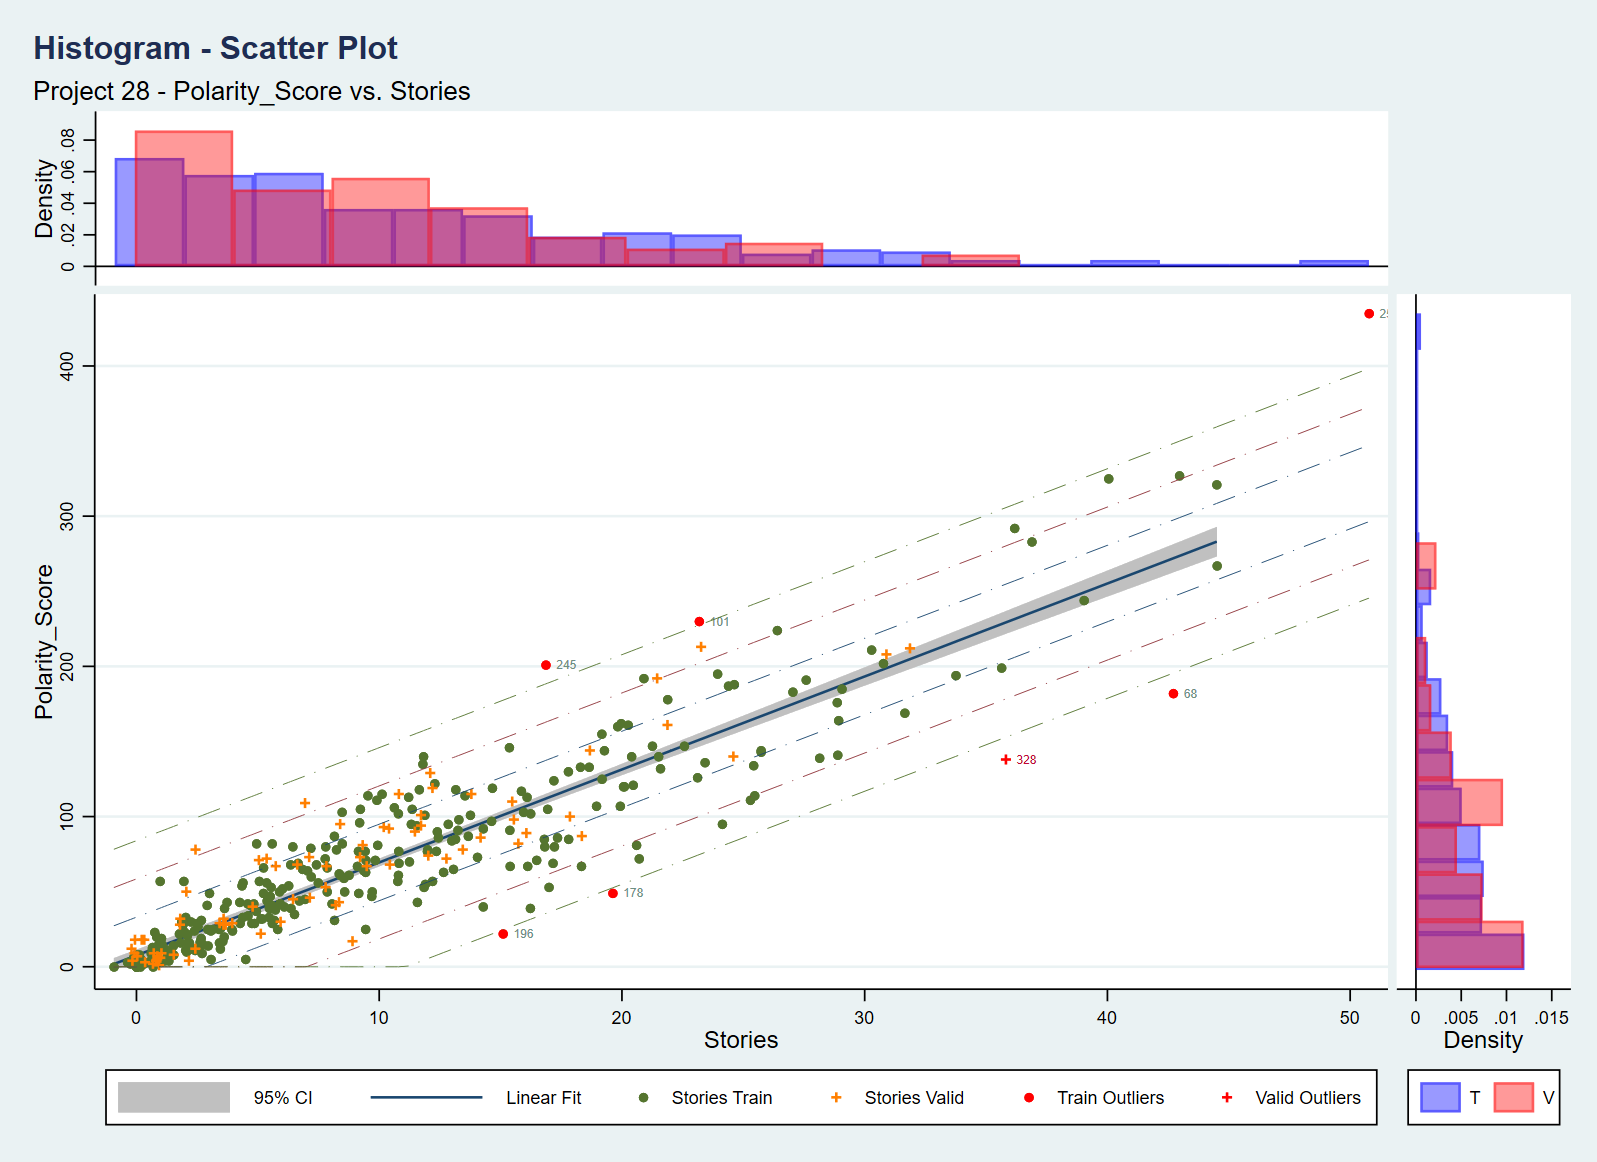 Histogram - Scatter Plot
Project 28 - Polarity_Score vs. Stories
Density
0 .02 .04 .06 .08
400
300
200
100
0
Polarity_Score
101
245
68
328
178
196
0 10 20 30 40 50
Stories
0 .005 .01 .015
Density
95% CI Linear Fit Stories Train Stories Valid Train Outliers Valid Outliers
T V